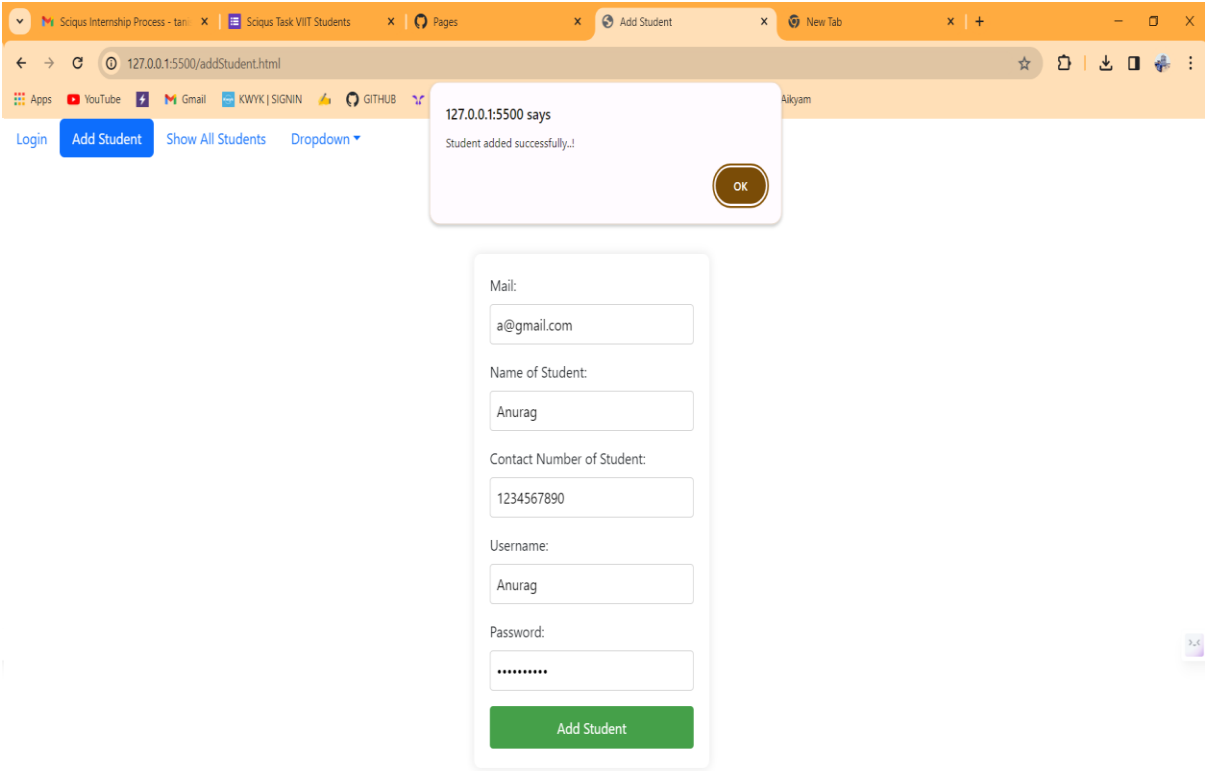 Sciqus Internship Process - tani
Sciqus Task VIIT Students
Pages
Add Student
New Tab
127.0.0.1:5500/addStudent.html
Apps
YouTube
Gmail
KWYK | SIGNIN
GITHUB
Aikyam
127.0.0.1:5500 says
Student added successfully..!
OK
Login
Add Student
Show All Students
Dropdown
Mail:
a@gmail.com
Name of Student:
Anurag
Contact Number of Student:
1234567890
Username:
Anurag
Password:
••••••••••
Add Student